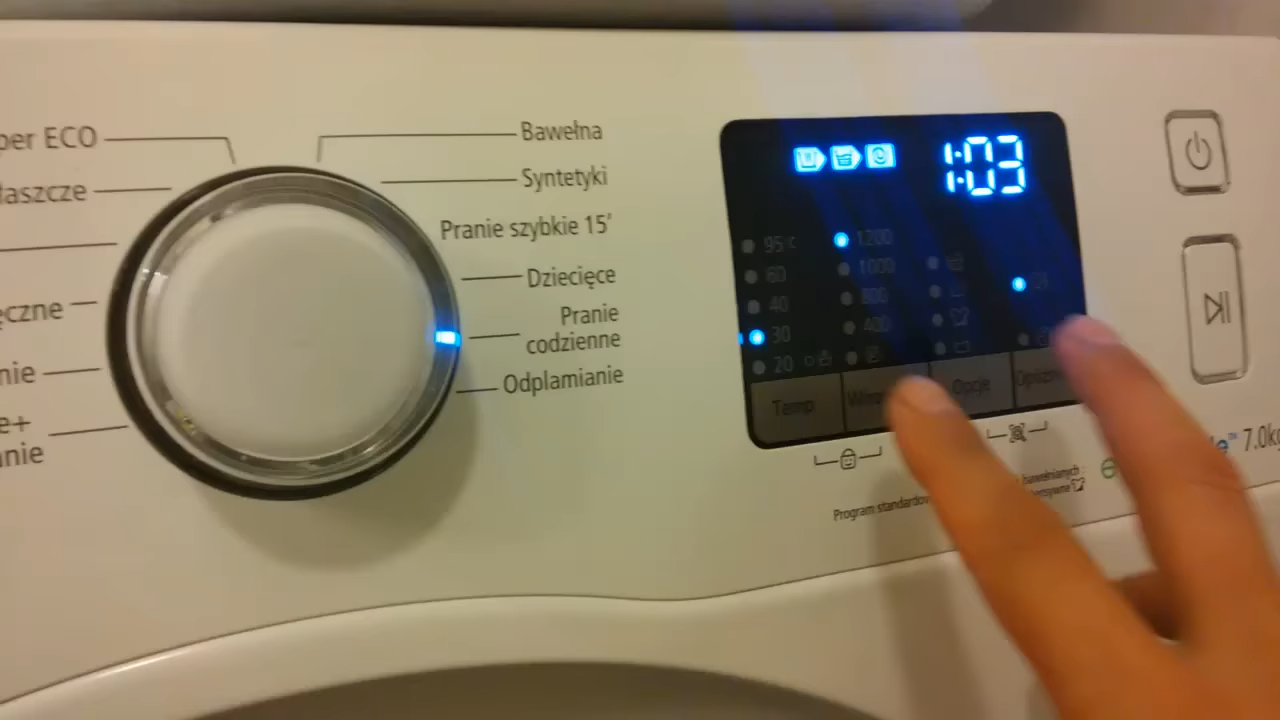 per ECO
łaszcze
ęczne
nie
e+
anie
Bawełna
Syntetyki
Pranie szybkie 15'
Dziecięce
Pranie
codzienne
Odplamianie
1:03
95°C
60
40
30
20
1200
1000
800
400
Temp
Opcje
Program standardow
bawełnianych
7.0kg